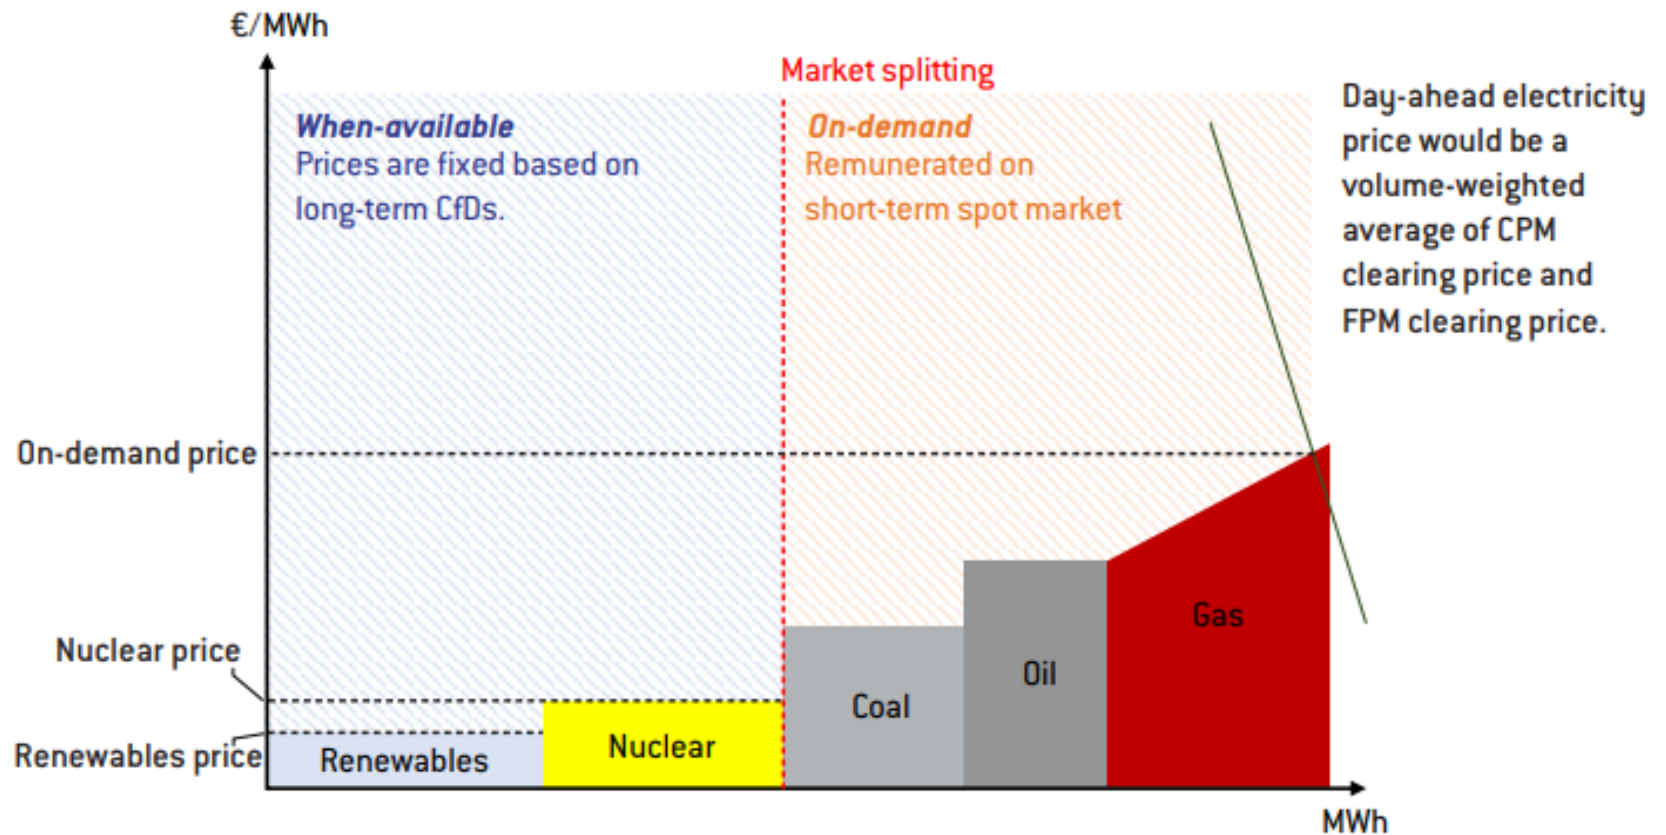 €/MWh
Market splitting
When-available
Prices are fixed based on
long-term CfDs.
On-demand
Remunerated on
short-term spot market
Day-ahead electricity
price would be a
volume-weighted
average of CPM
clearing price and
FPM clearing price.
On-demand price
Nuclear price
Renewables price
Renewables
Nuclear
Coal
Oil
Gas
MWh